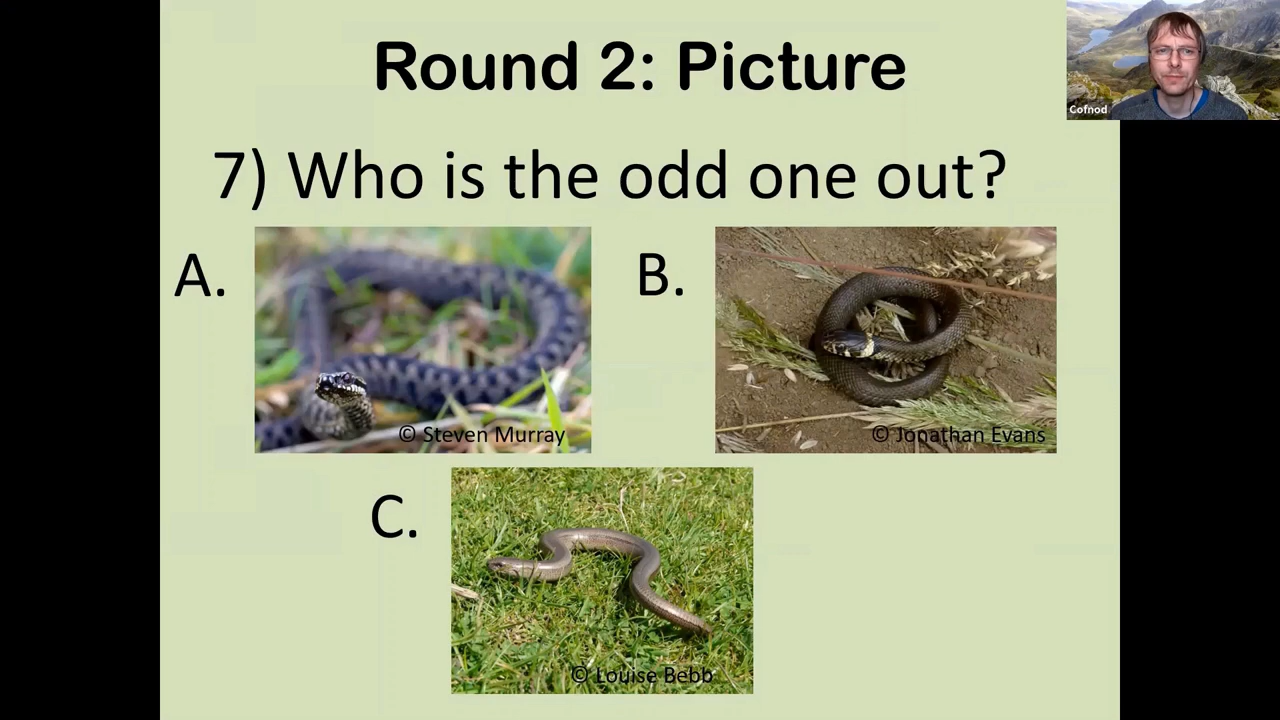 Round 2: Picture
Cofnod
7) Who is the odd one out?
A.
B.
© Steven Murray
© Jonathan Evans
C.
© Louise Bebb